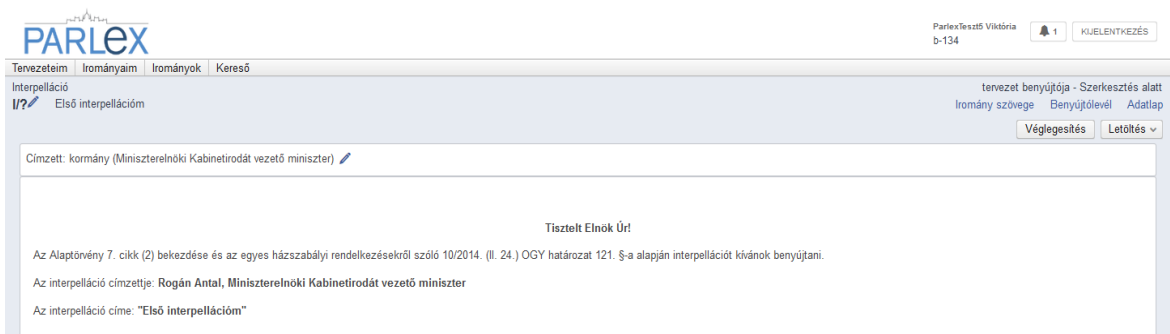 PARLEX
ParlexTeszt5 Viktória
b-134
1
KIJELENTKEZÉS
Tervezeteim Irományaim Irományok Kereső
Interpelláció
tervezet benyújtója - Szerkesztés alatt
I/? Első interpellációm
Iromány szövege Benyújtólevél Adatlap
Véglegesítés Letöltés
Címzett: kormány (Miniszterelnöki Kabinetirodát vezető miniszter)
Tisztelt Elnök Úr!
Az Alaptörvény 7. cikk (2) bekezdése és az egyes házszabályi rendelkezésekről szóló 10/2014. (II. 24.) OGY határozat 121. §-a alapján interpellációt kívánok benyújtani.
Az interpelláció címzettje: Rogán Antal, Miniszterelnöki Kabinetirodát vezető miniszter
Az interpelláció címe: "Első interpellációm"